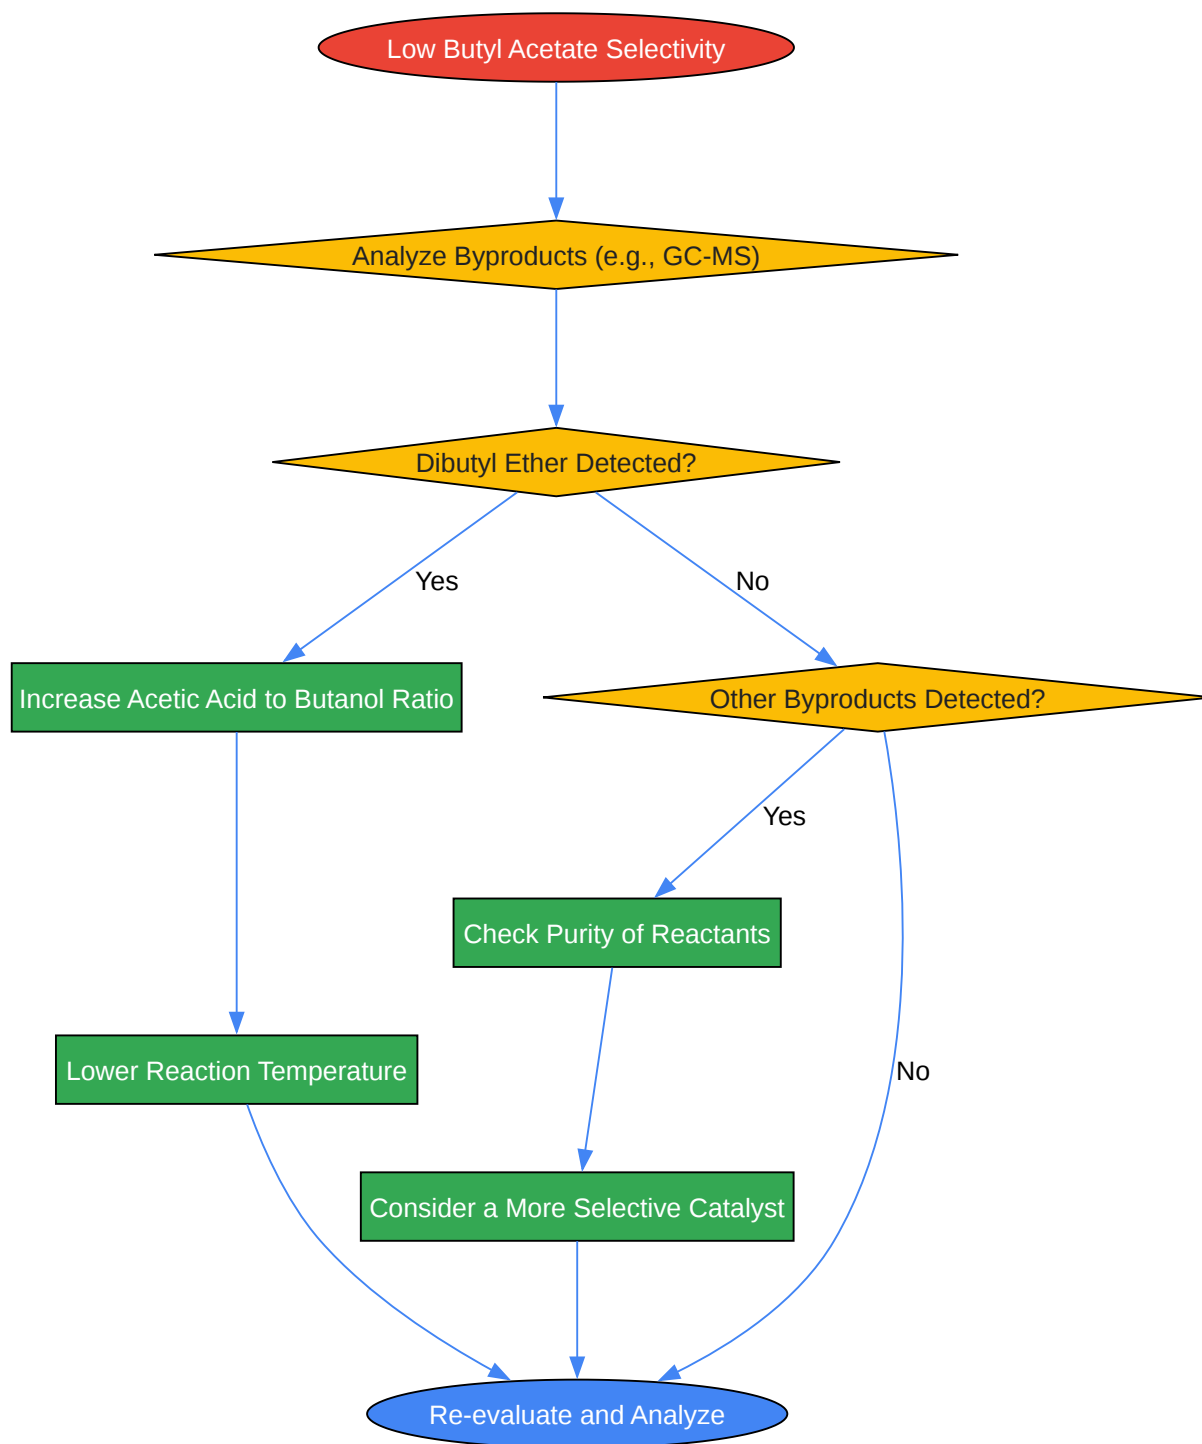 Low Butyl Acetate Selectivity
Analyze Byproducts (e.g., GC-MS)
Dibutyl Ether Detected?
Yes
No
Increase Acetic Acid to Butanol Ratio
Other Byproducts Detected?
Yes
Check Purity of Reactants
Lower Reaction Temperature
No
Consider a More Selective Catalyst
Re-evaluate and Analyze